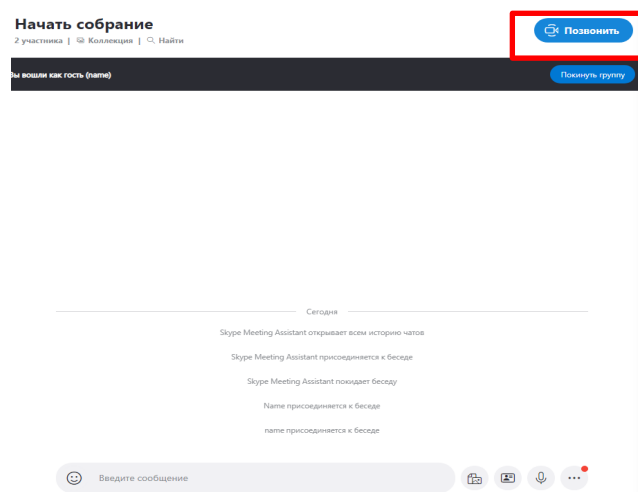 Начать собрание
Позвонить
2 участника | Коллекция | Найти
Вы вошли как гость (name)
Покинуть группу
Сегодня
Skype Meeting Assistant открывает всем историю чатов
Skype Meeting Assistant присоединяется к беседе
Skype Meeting Assistant покидает беседу
Name присоединяется к беседе
name присоединяется к беседе
Введите сообщение